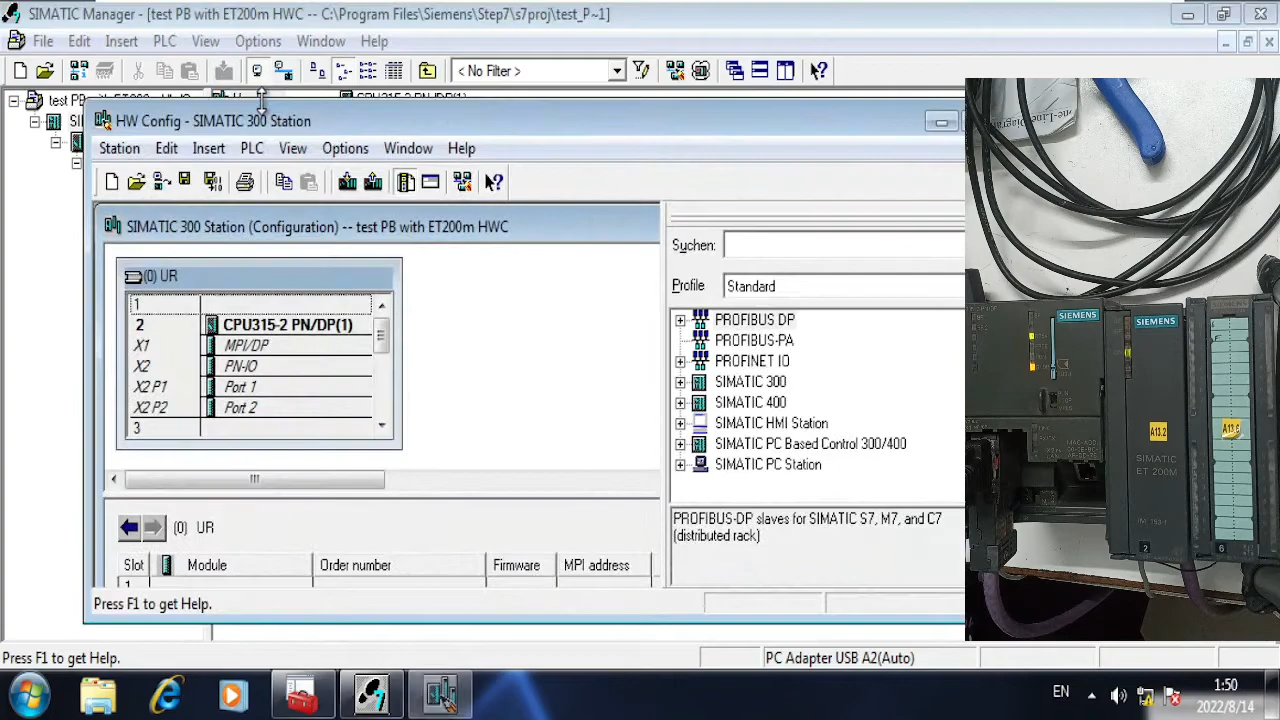 SIMATIC Manager - [test PB with ET200m HWC -- C:\Program Files\Siemens\Step7\s7proj\test_P~1]
File Edit Insert PLC View Options Window Help
< No Filter >
HW Config - SIMATIC 300 Station
Station Edit Insert PLC View Options Window Help
SIMATIC 300 Station (Configuration) -- test PB with ET200m HWC
(0) UR
1
2 CPU315-2 PN/DP(1)
X1 MPI/DP
X2 PN-IO
X2 P1 Port 1
X2 P2 Port 2
3
(0) UR
Slot Module Order number Firmware MPI address
1
Suchen:
Profile Standard
PROFIBUS DP
PROFIBUS-PA
PROFINET IO
SIMATIC 300
SIMATIC 400
SIMATIC HMI Station
SIMATIC PC Based Control 300/400
SIMATIC PC Station
PROFIBUS-DP slaves for SIMATIC S7, M7, and C7
(distributed rack)
Press F1 to get Help.
Press F1 to get Help.
PC Adapter USB A2(Auto)
EN
1:50
2022/8/14
SIEMENS
SIEMENS
A13.2
SIMATIC
ET 200M
2
6